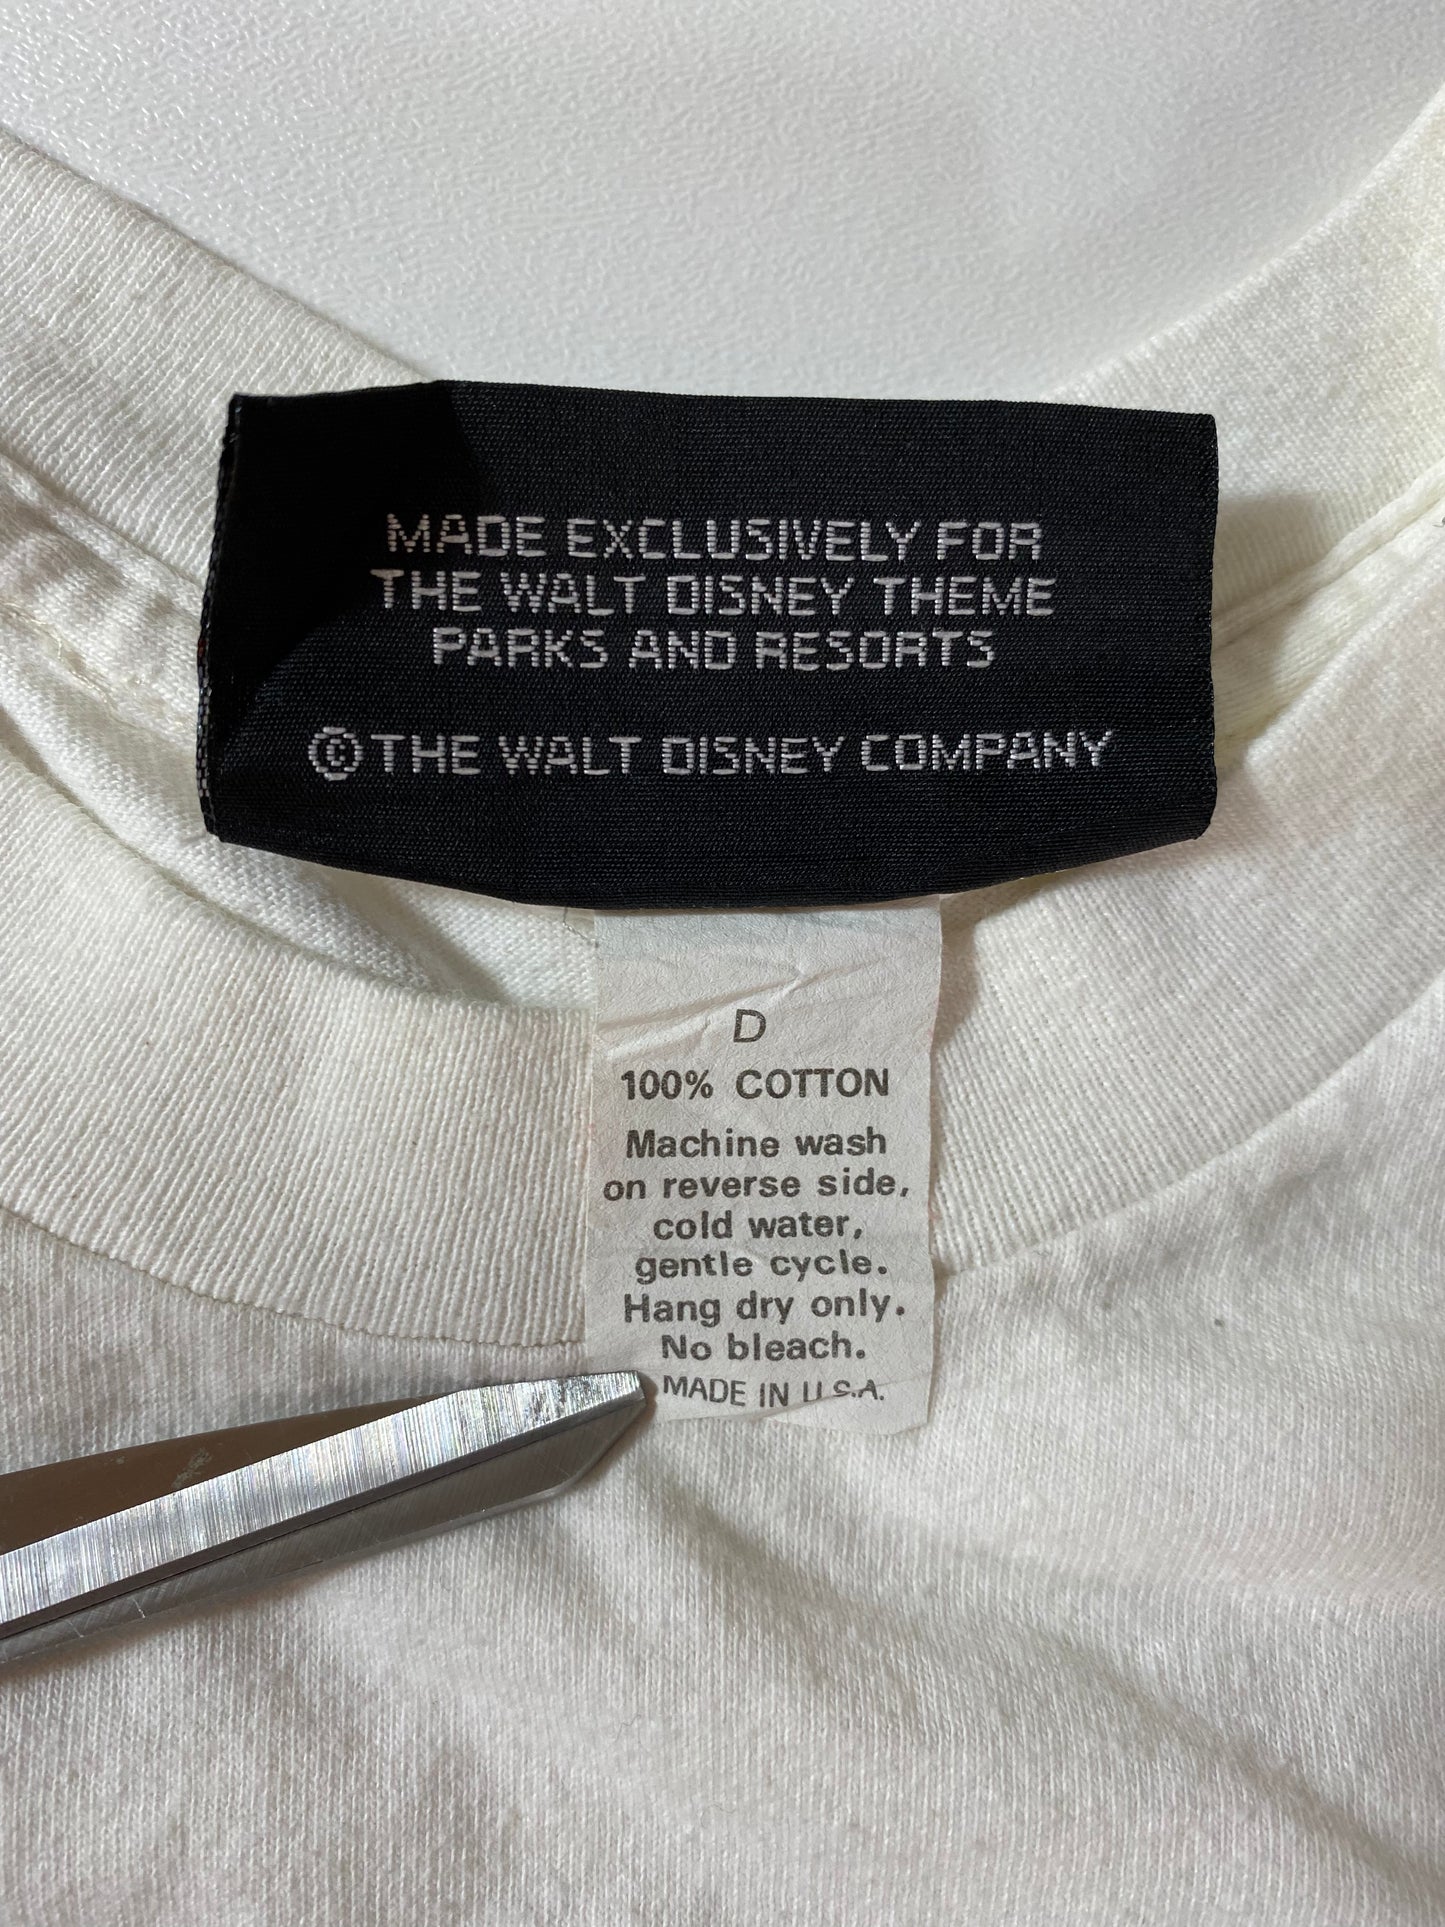 MADE EXCLUSIVELY FOR
THE WALT DISNEY THEME
PARKS AND RESORTS
© THE WALT DISNEY COMPANY
D
100% COTTON
Machine wash
on reverse side,
cold water,
gentle cycle.
Hang dry only.
No bleach.
MADE IN U.S.A.